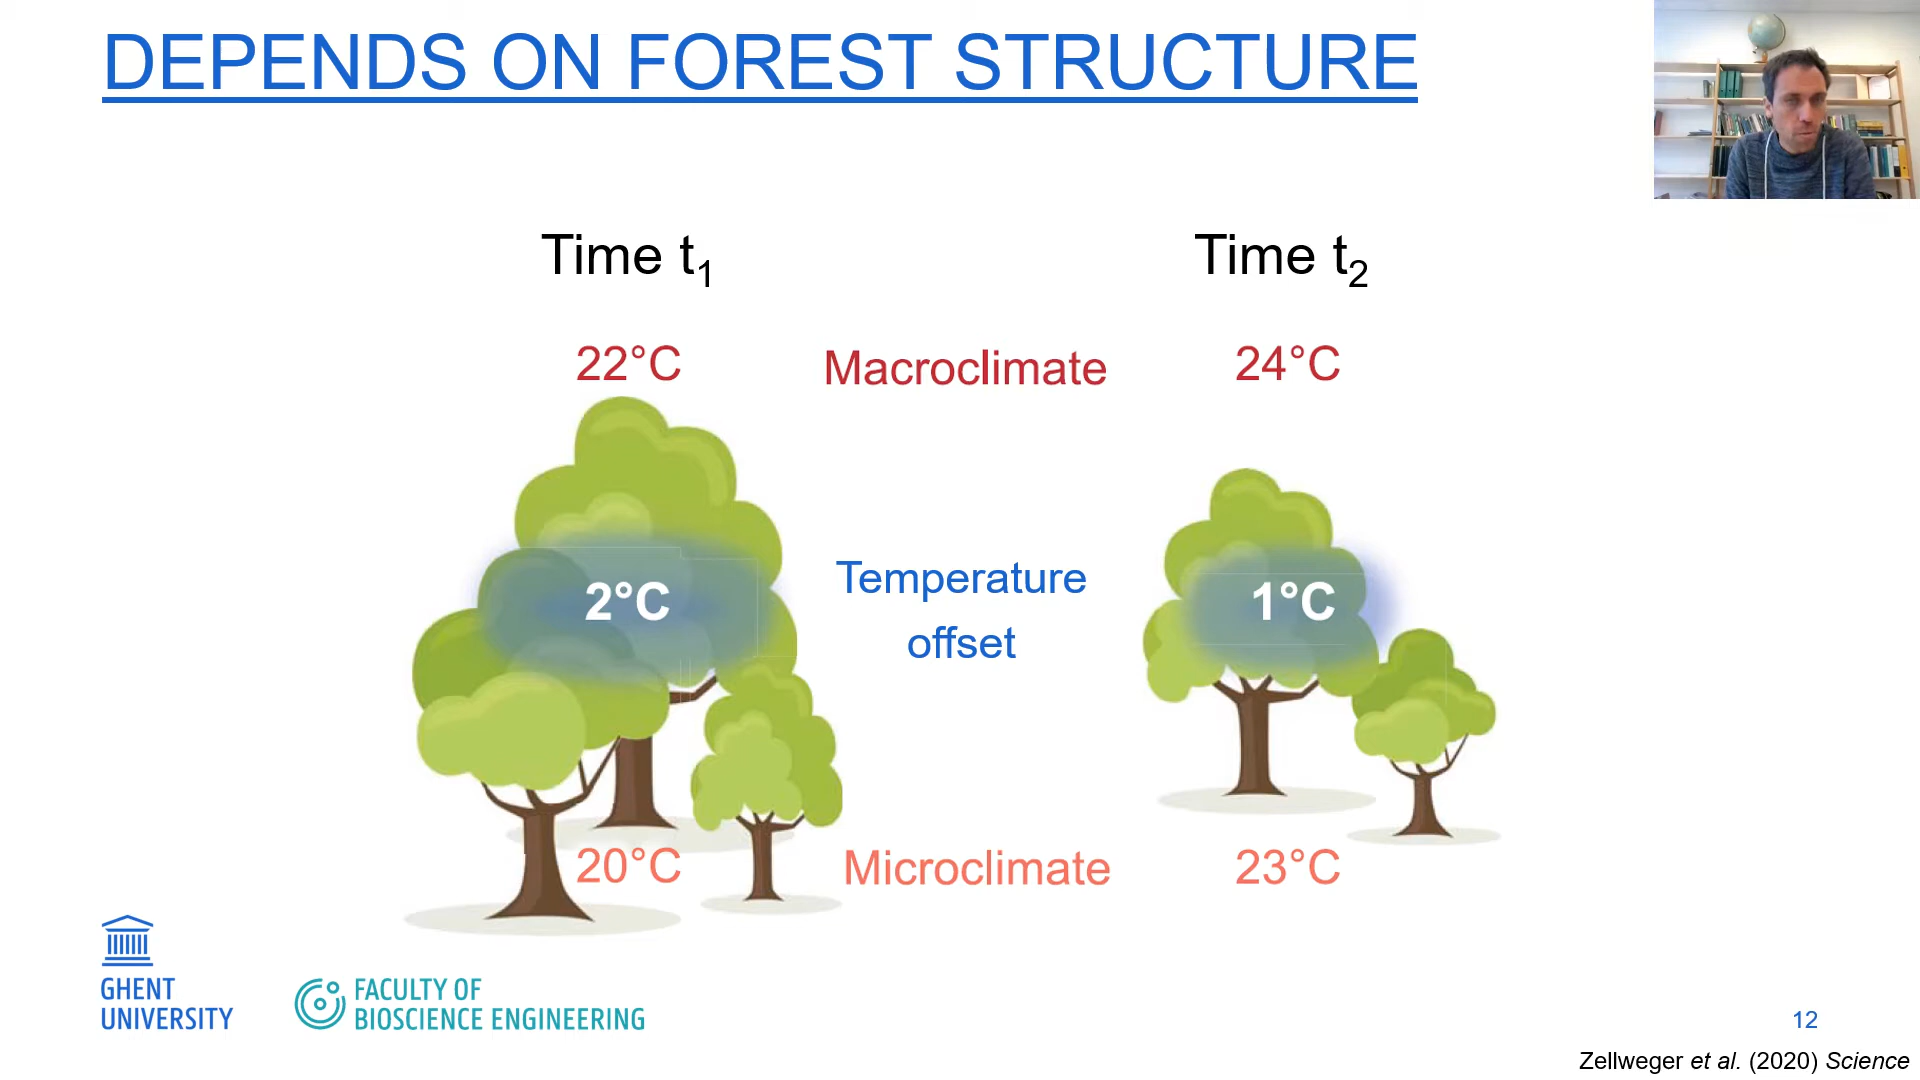 DEPENDS ON FOREST STRUCTURE
Time t₁
Time t₂
22°C
Macroclimate
24°C
2°C
Temperature
offset
1°C
20°C
Microclimate
23°C
GHENT
UNIVERSITY
FACULTY OF
BIOSCIENCE ENGINEERING
12
Zellweger et al. (2020) Science